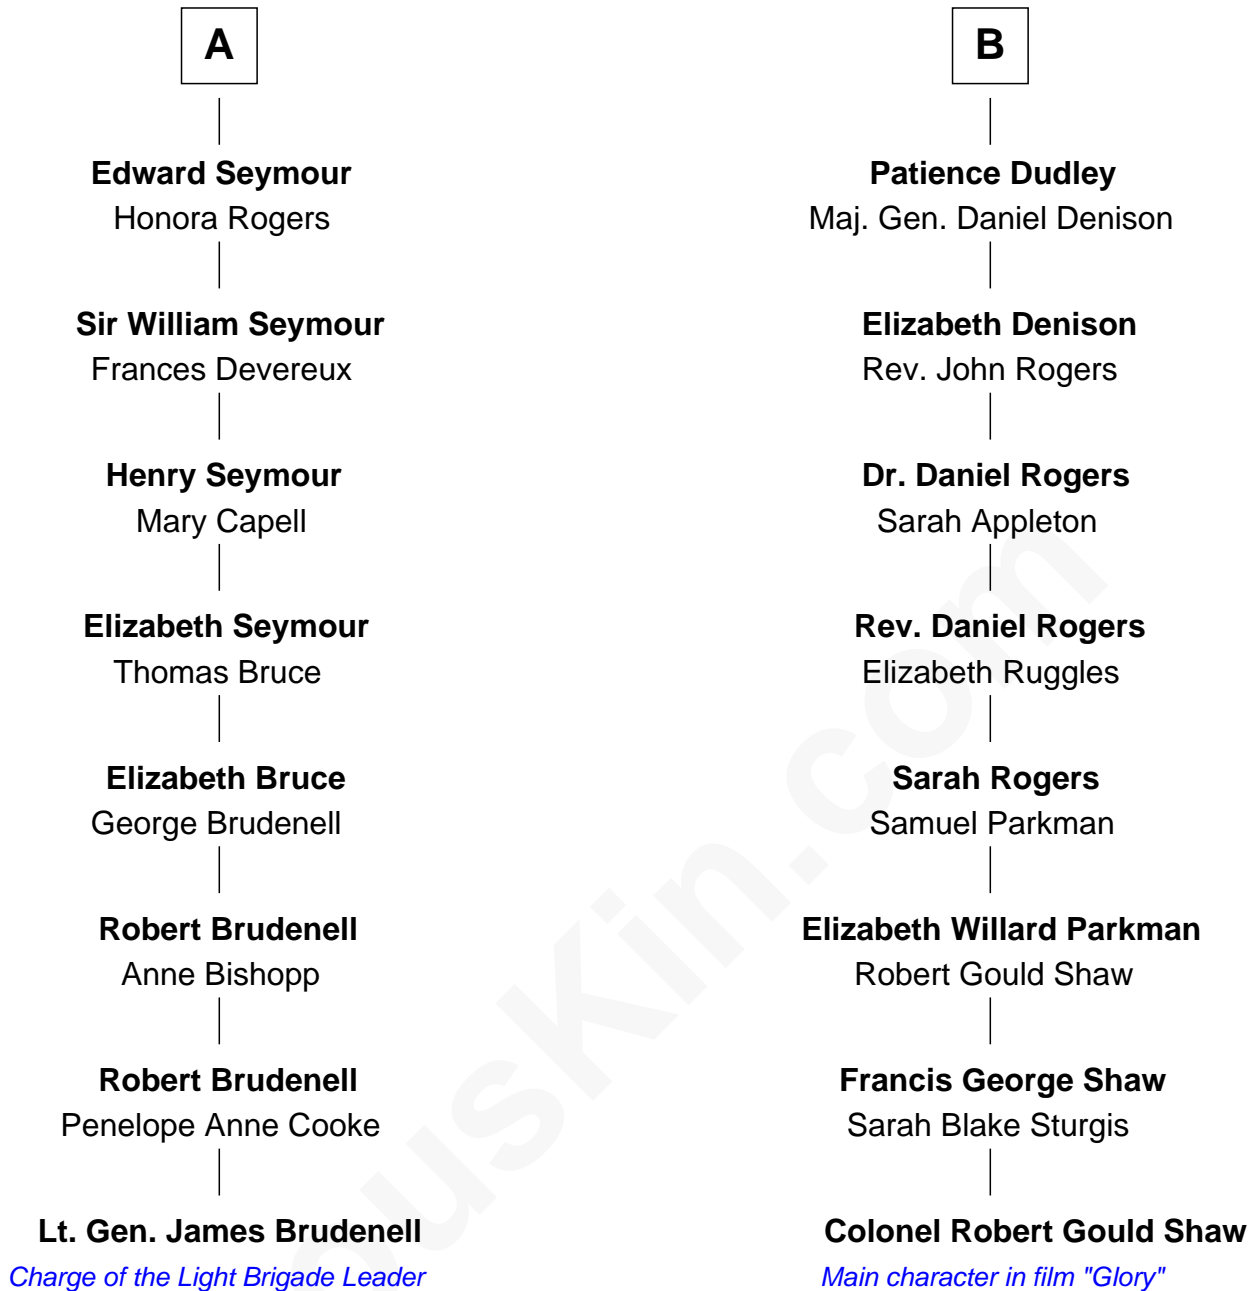 A
Edward Seymour
Honora Rogers
Sir William Seymour
Frances Devereux
Henry Seymour
Mary Capell
Elizabeth Seymour
Thomas Bruce
Elizabeth Bruce
George Brudenell
Robert Brudenell
Anne Bishopp
Robert Brudenell
Penelope Anne Cooke
Lt. Gen. James Brudenell
Charge of the Light Brigade Leader
B
Patience Dudley
Maj. Gen. Daniel Denison
Elizabeth Denison
Rev. John Rogers
Dr. Daniel Rogers
Sarah Appleton
Rev. Daniel Rogers
Elizabeth Ruggles
Sarah Rogers
Samuel Parkman
Elizabeth Willard Parkman
Robert Gould Shaw
Francis George Shaw
Sarah Blake Sturgis
Colonel Robert Gould Shaw
Main character in film "Glory"
ousKin.com